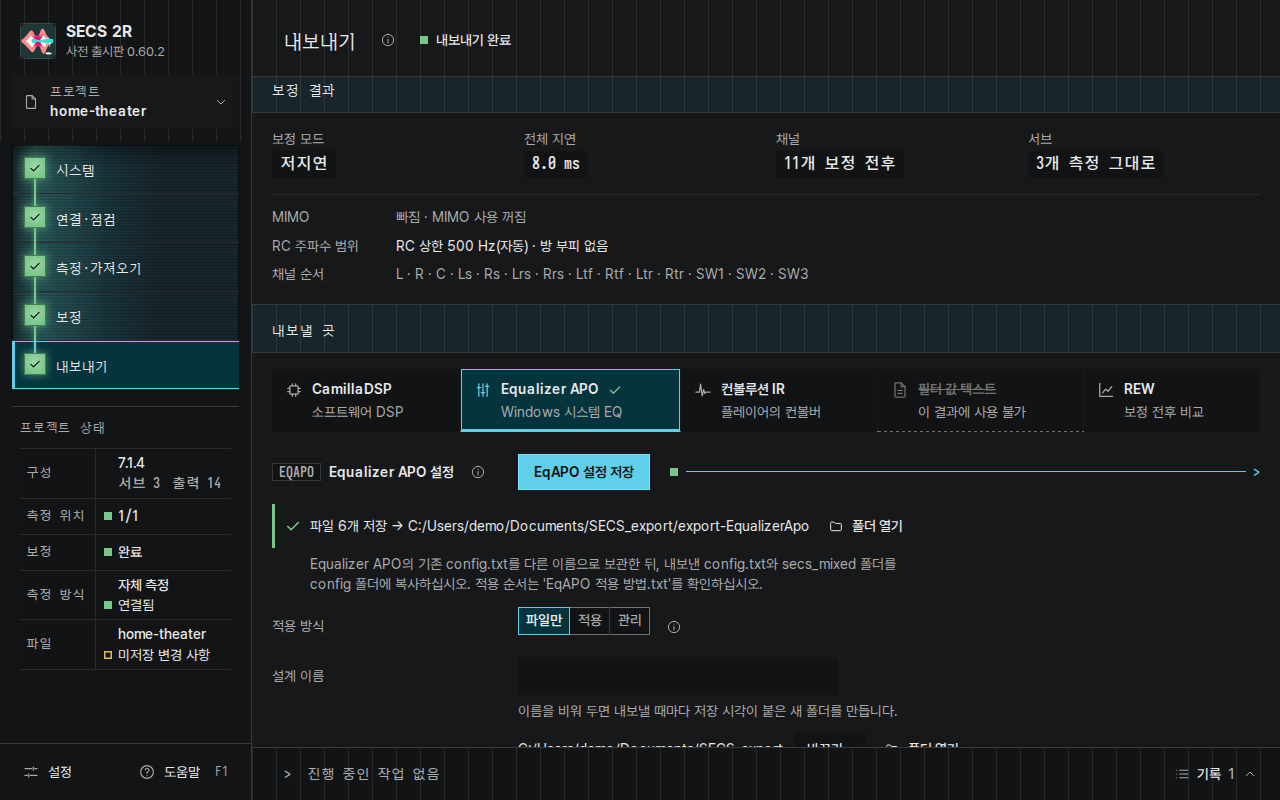 SECS 2R
사전 출시판 0.60.2
프로젝트
home-theater
시스템
연결·점검
측정·가져오기
보정
내보내기
프로젝트 상태
구성
7.1.4
서브 3 출력 14
측정 위치
1/1
보정
완료
측정 방식
자체 측정
연결됨
파일
home-theater
미저장 변경 사항
설정
도움말 F1
내보내기
내보내기 완료
보정 결과
보정 모드
저지연
전체 지연
8.0 ms
채널
11개 보정 전후
서브
3개 측정 그대로
MIMO
빠짐 · MIMO 사용 꺼짐
RC 주파수 범위
RC 상한 500 Hz(자동) · 방 부피 없음
채널 순서
L · R · C · Ls · Rs · Lrs · Rrs · Ltf · Rtf · Ltr · Rtr · SW1 · SW2 · SW3
내보낼 곳
CamillaDSP
소프트웨어 DSP
Equalizer APO
Windows 시스템 EQ
컨볼루션 IR
플레이어의 컨볼버
필터 값 텍스트
이 결과에 사용 불가
REW
보정 전후 비교
EQAPO Equalizer APO 설정
EqAPO 설정 저장
파일 6개 저장 → C:/Users/demo/Documents/SECS_export/export-EqualizerApo
폴더 열기
Equalizer APO의 기존 config.txt를 다른 이름으로 보관한 뒤, 내보낸 config.txt와 secs_mixed 폴더를
config 폴더에 복사하십시오. 적용 순서는 'EqAPO 적용 방법.txt'를 확인하십시오.
적용 방식
파일만 적용 관리
설계 이름
이름을 비워 두면 내보낼 때마다 저장 시각이 붙은 새 폴더를 만듭니다.
C:/Users/demo/Documents/SECS_export
폴더 열기
> 진행 중인 작업 없음
기록 1